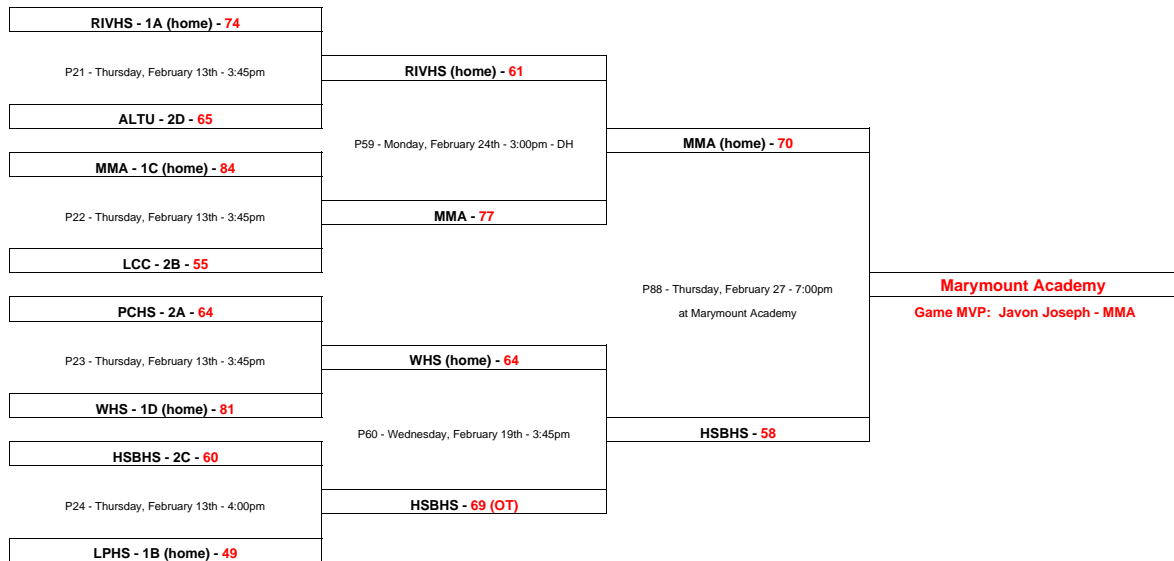 RIVHS - 1A (home) - 74
P21 - Thursday, February 13th - 3:45pm
ALTU - 2D - 65
MMA - 1C (home) - 84
P22 - Thursday, February 13th - 3:45pm
LCC - 2B - 55
PCHS - 2A - 64
P23 - Thursday, February 13th - 3:45pm
WHS - 1D (home) - 81
HSBHS - 2C - 60
P24 - Thursday, February 13th - 4:00pm
LPHS - 1B (home) - 49
RIVHS (home) - 61
P59 - Monday, February 24th - 3:00pm - DH
MMA - 77
WHS (home) - 64
P60 - Wednesday, February 19th - 3:45pm
HSBHS - 69 (OT)
MMA (home) - 70
P88 - Thursday, February 27 - 7:00pm
at Marymount Academy
HSBHS - 58
Marymount Academy
Game MVP: Javon Joseph - MMA